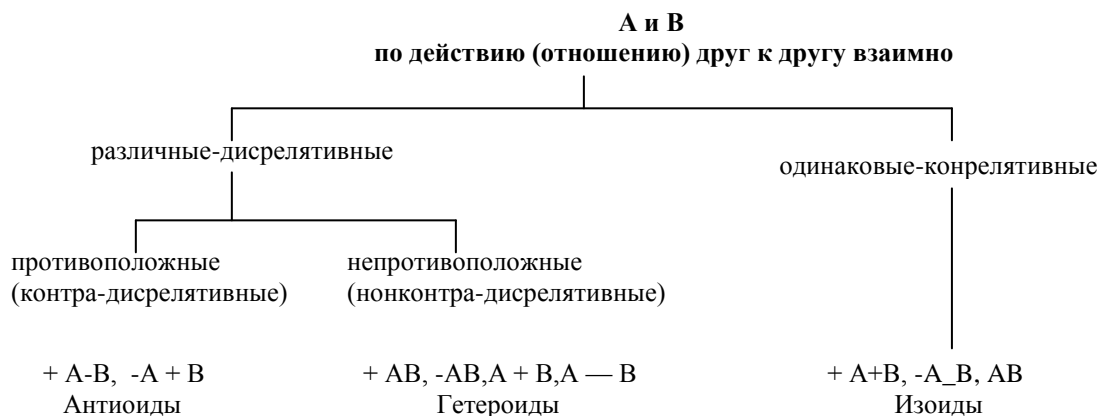 А и В
по действию (отношению) друг к другу взаимно
различные-дисрелятивные
одинаковые-конрелятивные
противоположные
(контра-дисрелятивные)
непротивоположные
(нонконтра-дисрелятивные)
+ А-В, -А + В
Антиоиды
+ АВ, -АВ,А + В,А — В
Гетероиды
+ А+В, -А_В, АВ
Изоиды